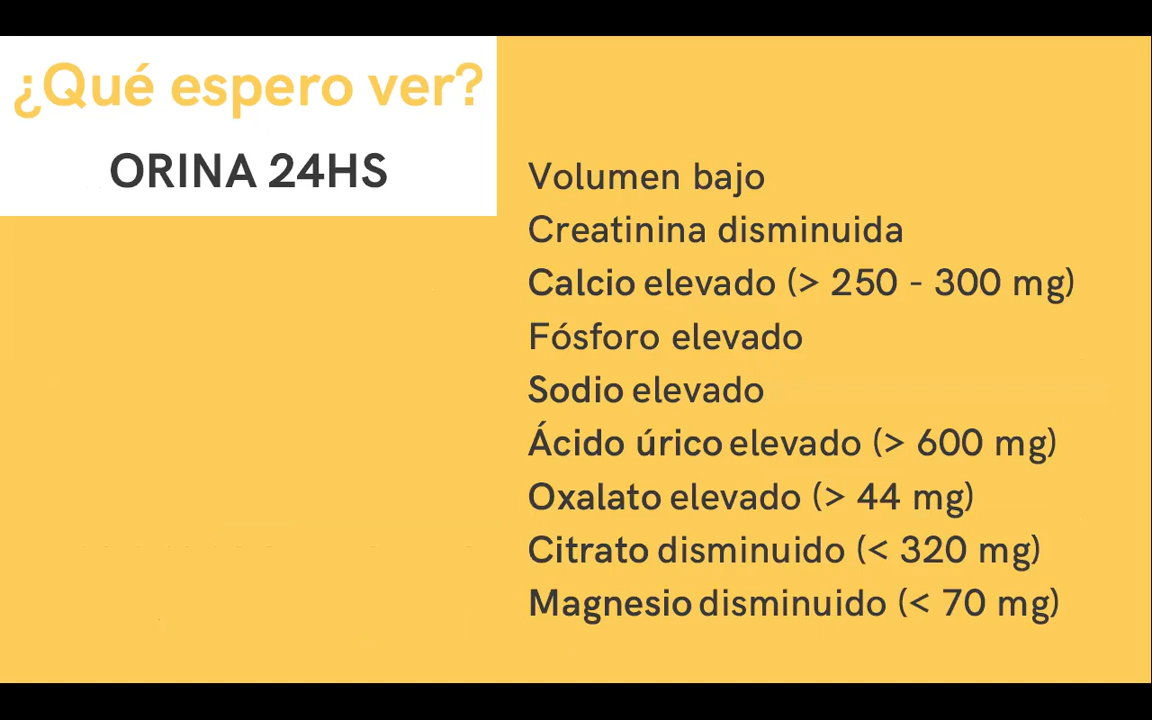 ¿Qué espero ver?
ORINA 24HS
Volumen bajo
Creatinina disminuida
Calcio elevado (> 250 - 300 mg)
Fósforo elevado
Sodio elevado
Ácido úrico elevado (> 600 mg)
Oxalato elevado (> 44 mg)
Citrato disminuido (< 320 mg)
Magnesio disminuido (< 70 mg)